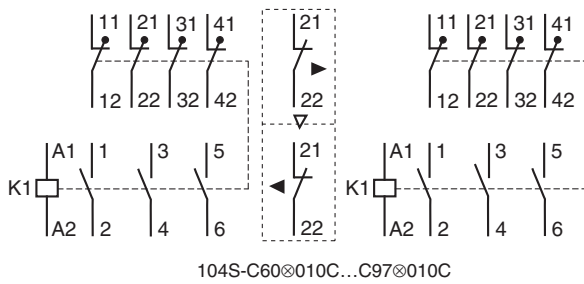 11 21 31 41 21 11 21 31 41
12 22 32 42 22 12 22 32 42
A1 1 3 5 21 A1 1 3 5
K1 K1
A2 2 4 6 22 A2 2 4 6
104S-C60⊗010C...C97⊗010C